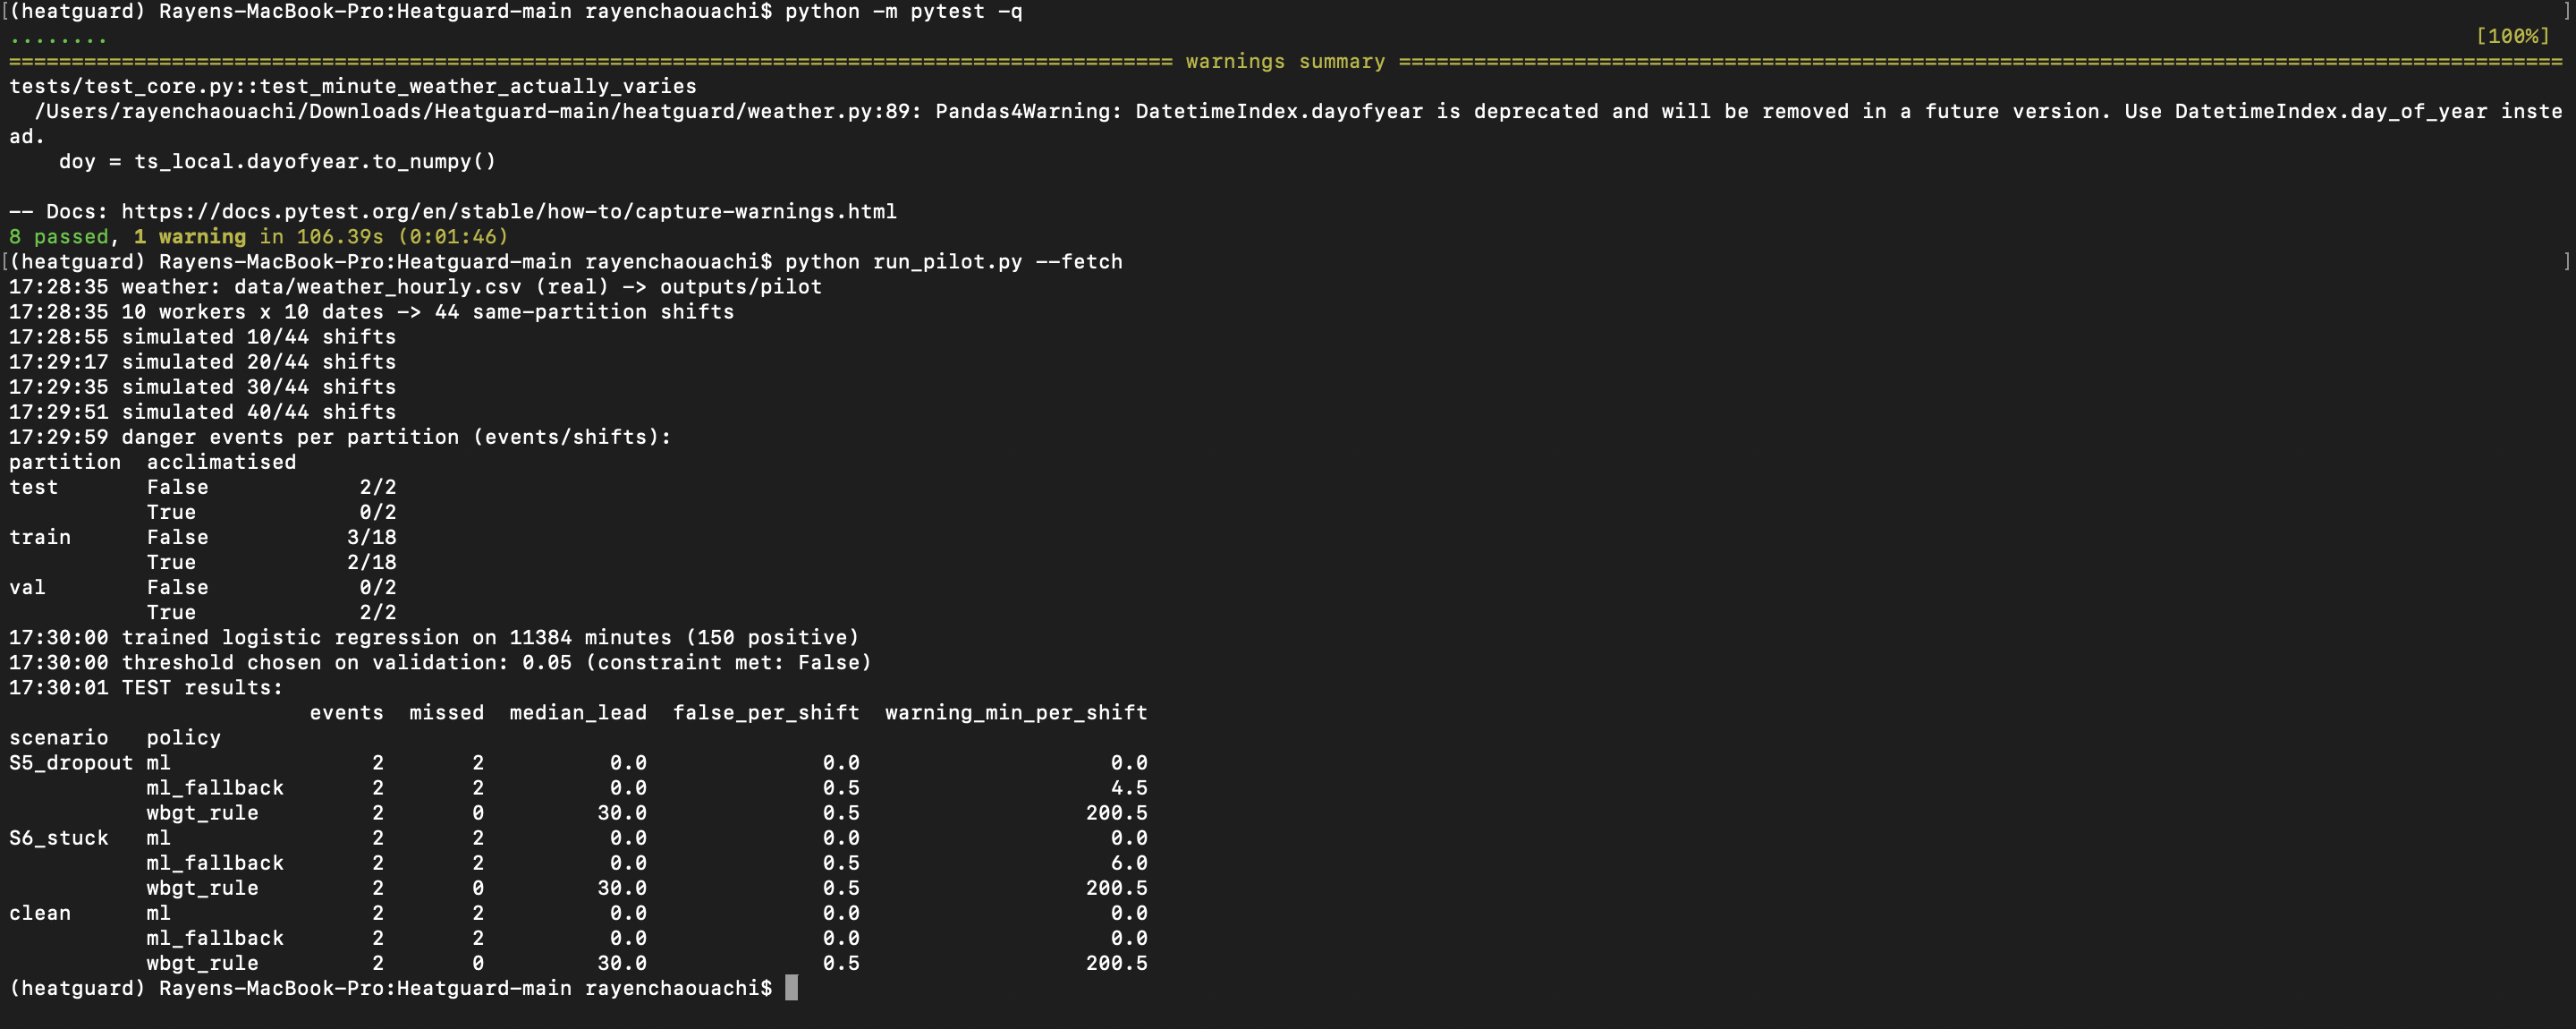 [(heatguard) Rayens-MacBook-Pro:Heatguard-main rayenchaouachi$ python -m pytest -q ]
........ [100%]
============================================================================================= warnings summary =============================================================================================
tests/test_core.py::test_minute_weather_actually_varies
  /Users/rayenchaouachi/Downloads/Heatguard-main/heatguard/weather.py:89: Pandas4Warning: DatetimeIndex.dayofyear is deprecated and will be removed in a future version. Use DatetimeIndex.day_of_year inste
ad.
    doy = ts_local.dayofyear.to_numpy()

-- Docs: https://docs.pytest.org/en/stable/how-to/capture-warnings.html
8 passed, 1 warning in 106.39s (0:01:46)
[(heatguard) Rayens-MacBook-Pro:Heatguard-main rayenchaouachi$ python run_pilot.py --fetch ]
17:28:35 weather: data/weather_hourly.csv (real) -> outputs/pilot
17:28:35 10 workers x 10 dates -> 44 same-partition shifts
17:28:55 simulated 10/44 shifts
17:29:17 simulated 20/44 shifts
17:29:35 simulated 30/44 shifts
17:29:51 simulated 40/44 shifts
17:29:59 danger events per partition (events/shifts):
partition  acclimatised
test       False            2/2
           True             0/2
train      False           3/18
           True            2/18
val        False            0/2
           True             2/2
17:30:00 trained logistic regression on 11384 minutes (150 positive)
17:30:00 threshold chosen on validation: 0.05 (constraint met: False)
17:30:01 TEST results:
                        events  missed  median_lead  false_per_shift  warning_min_per_shift
scenario   policy
S5_dropout ml                2       2          0.0              0.0                    0.0
           ml_fallback       2       2          0.0              0.5                    4.5
           wbgt_rule         2       0         30.0              0.5                  200.5
S6_stuck   ml                2       2          0.0              0.0                    0.0
           ml_fallback       2       2          0.0              0.5                    6.0
           wbgt_rule         2       0         30.0              0.5                  200.5
clean      ml                2       2          0.0              0.0                    0.0
           ml_fallback       2       2          0.0              0.0                    0.0
           wbgt_rule         2       0         30.0              0.5                  200.5
(heatguard) Rayens-MacBook-Pro:Heatguard-main rayenchaouachi$